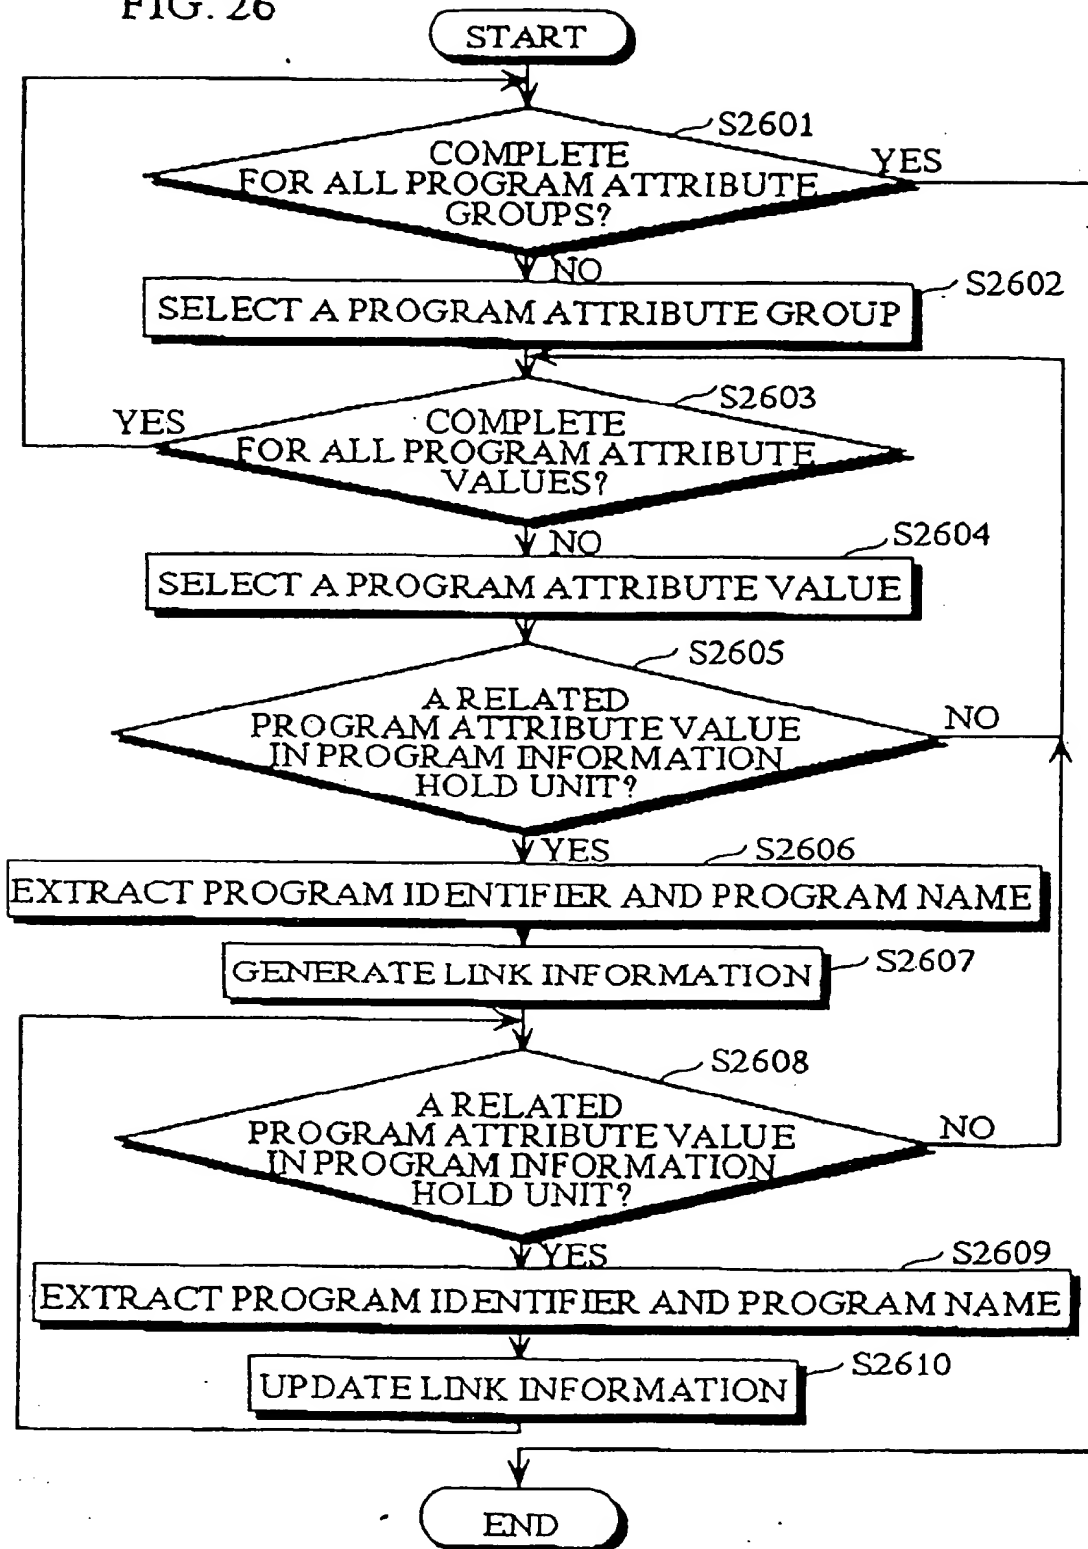 FIG. 26
START
S2601
COMPLETE
FOR ALL PROGRAM ATTRIBUTE
GROUPS?
YES
NO
S2602
SELECT A PROGRAM ATTRIBUTE GROUP
S2603
YES
COMPLETE
FOR ALL PROGRAM ATTRIBUTE
VALUES?
NO
S2604
SELECT A PROGRAM ATTRIBUTE VALUE
S2605
A RELATED
PROGRAM ATTRIBUTE VALUE
IN PROGRAM INFORMATION
HOLD UNIT?
NO
YES
S2606
EXTRACT PROGRAM IDENTIFIER AND PROGRAM NAME
GENERATE LINK INFORMATION
S2607
S2608
A RELATED
PROGRAM ATTRIBUTE VALUE
IN PROGRAM INFORMATION
HOLD UNIT?
NO
YES
S2609
EXTRACT PROGRAM IDENTIFIER AND PROGRAM NAME
S2610
UPDATE LINK INFORMATION
END